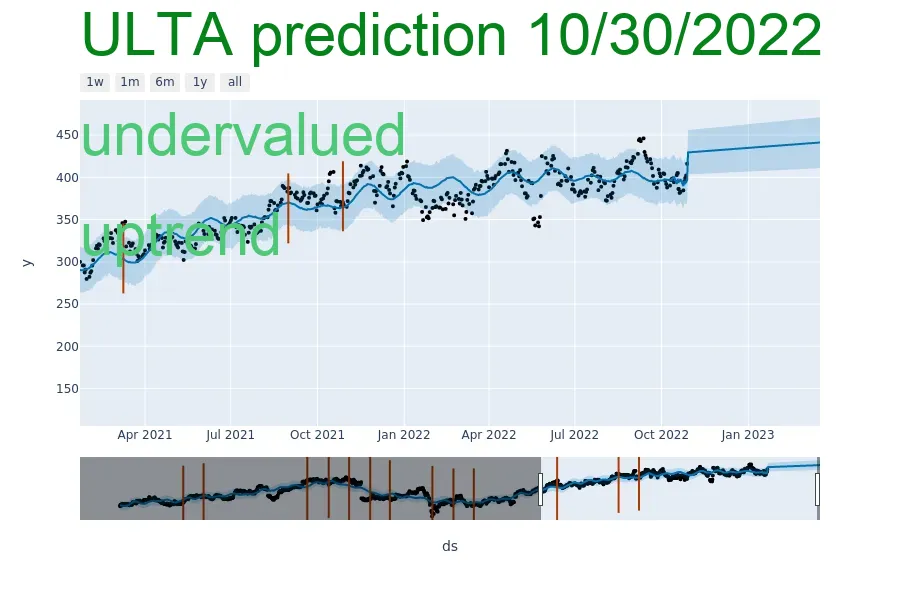 ULTA prediction 10/30/2022
1w 1m 6m 1y all
undervalued
uptrend
450
400
350
300
250
200
150
y
Apr 2021 Jul 2021 Oct 2021 Jan 2022 Apr 2022 Jul 2022 Oct 2022 Jan 2023
ds